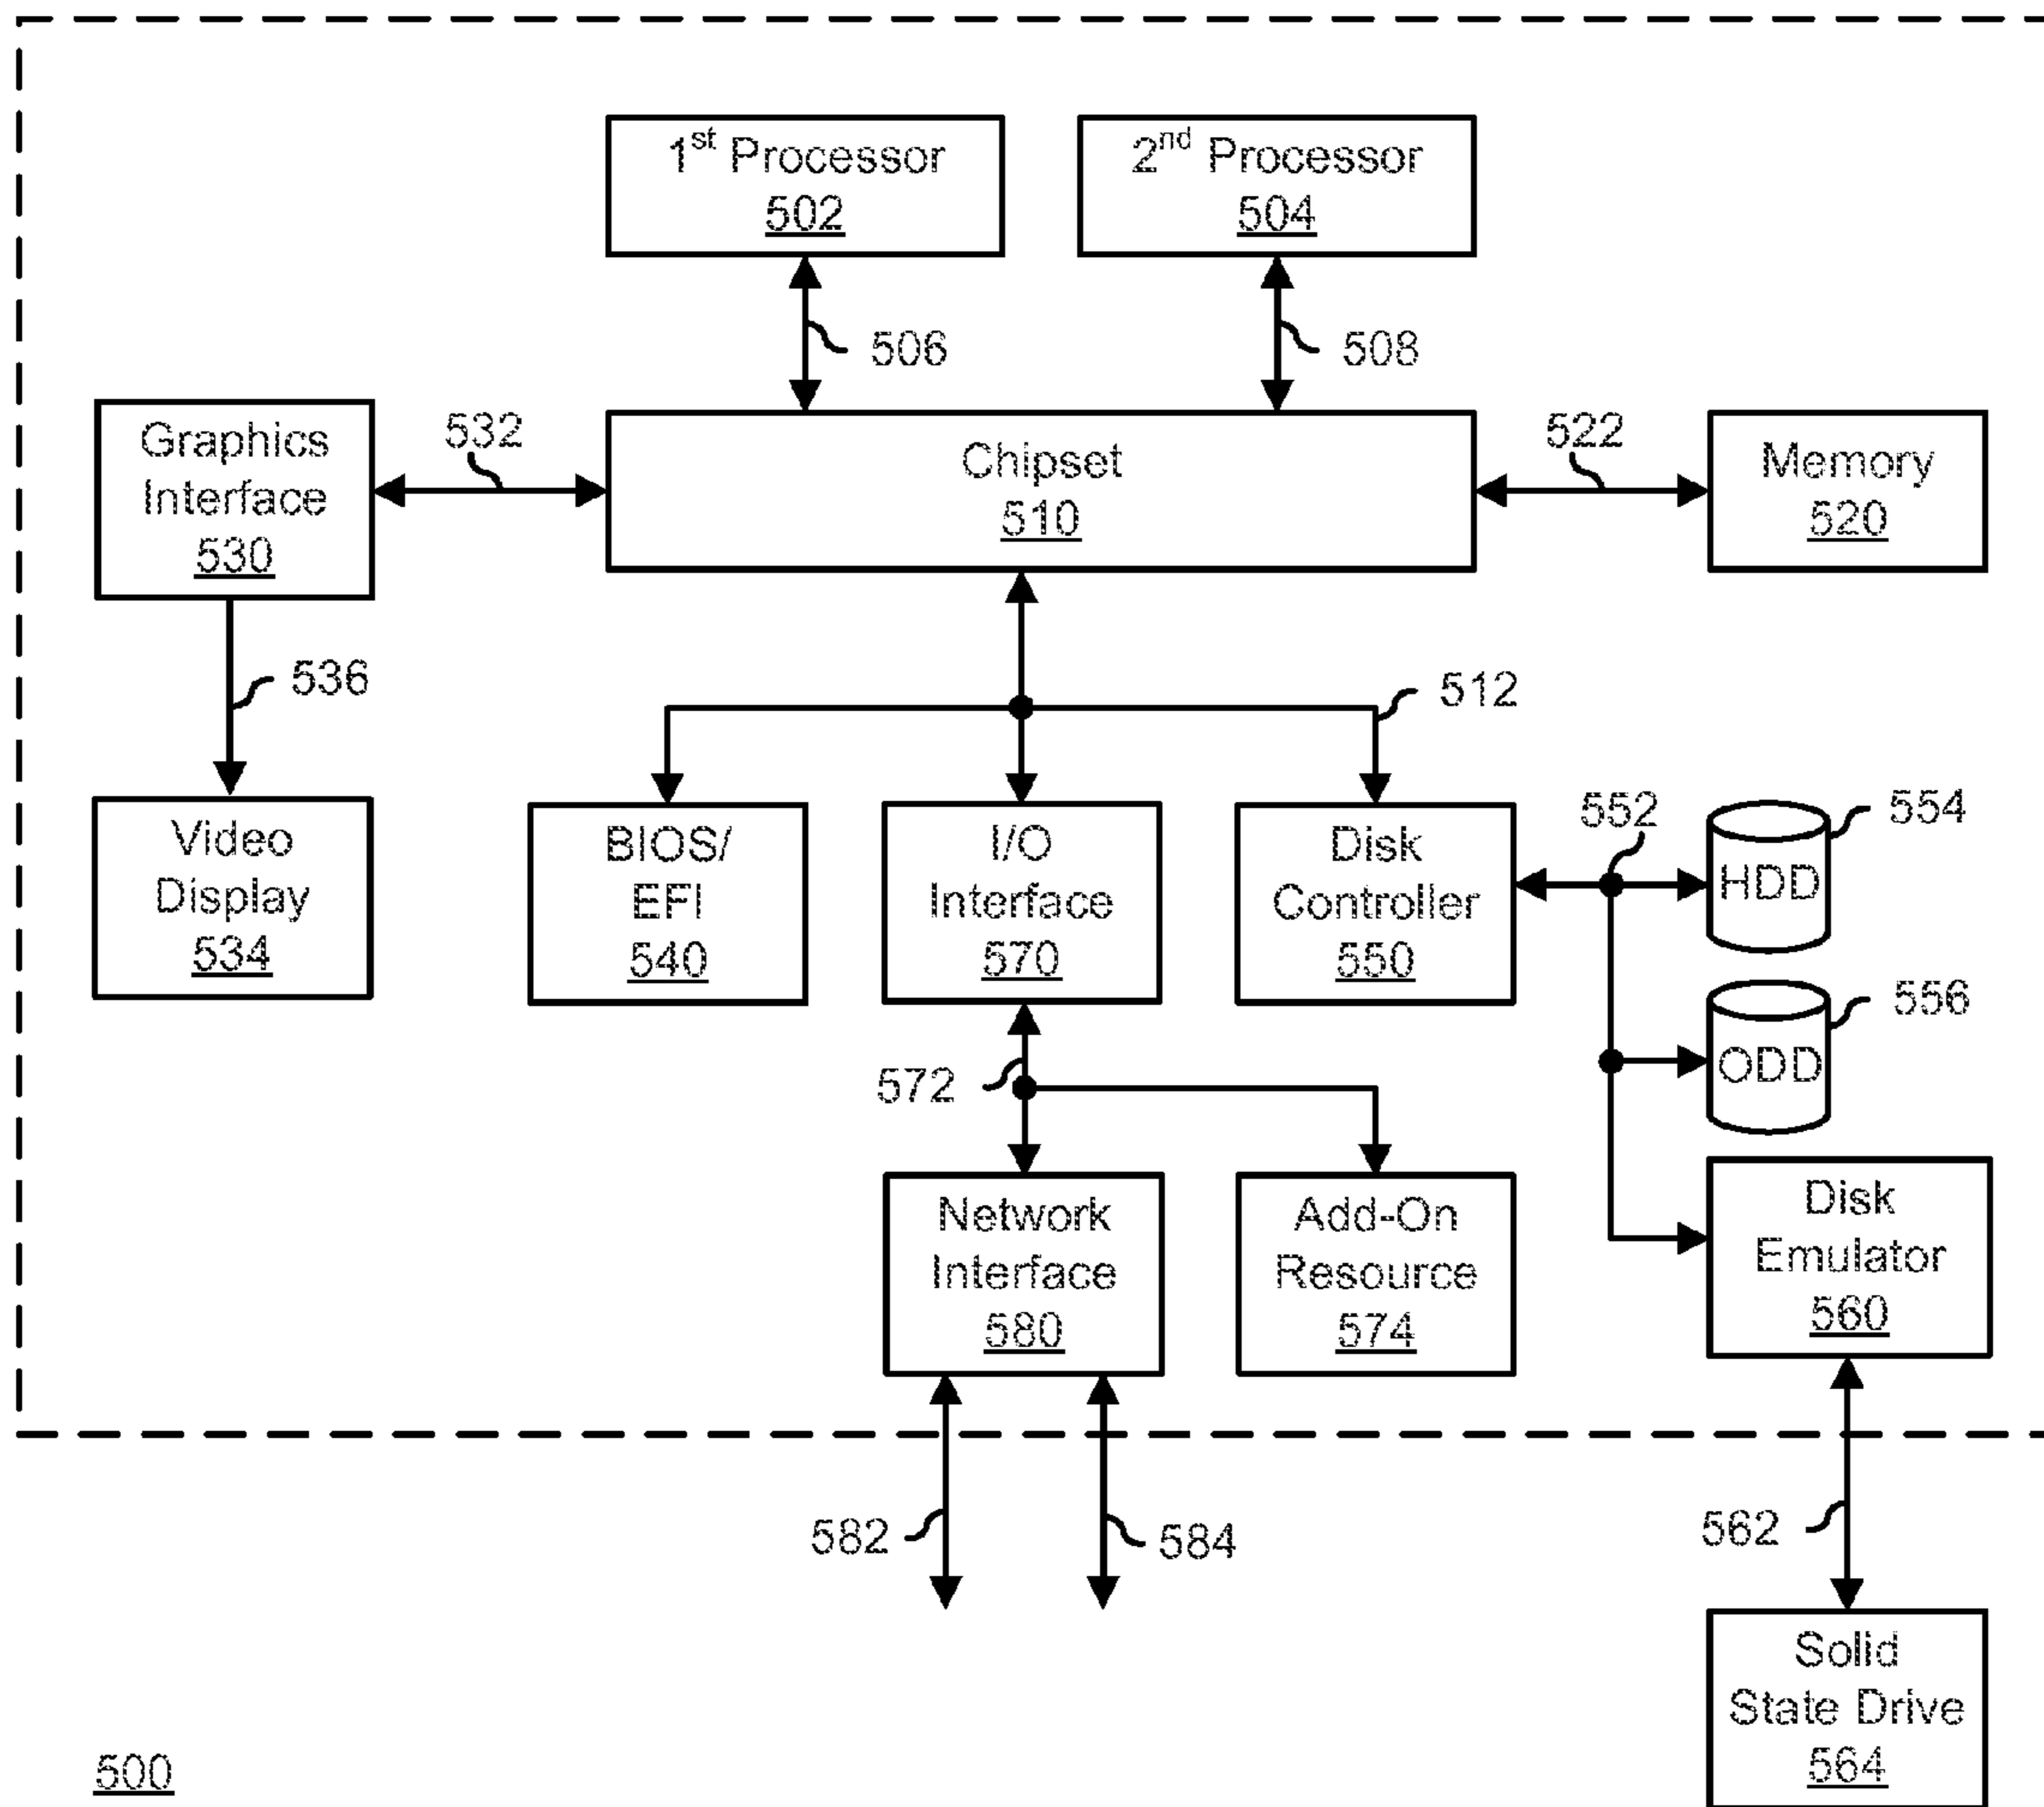 1st Processor
502
2nd Processor
504
506
508
Graphics
Interface
530
532
Chipset
510
522
Memory
520
536
512
Video
Display
534
BIOS/
EFI
540
I/O
Interface
570
Disk
Controller
550
552
HDD
554
ODD
556
572
Network
Interface
580
Add-On
Resource
574
Disk
Emulator
560
582
584
562
Solid
State Drive
564
500